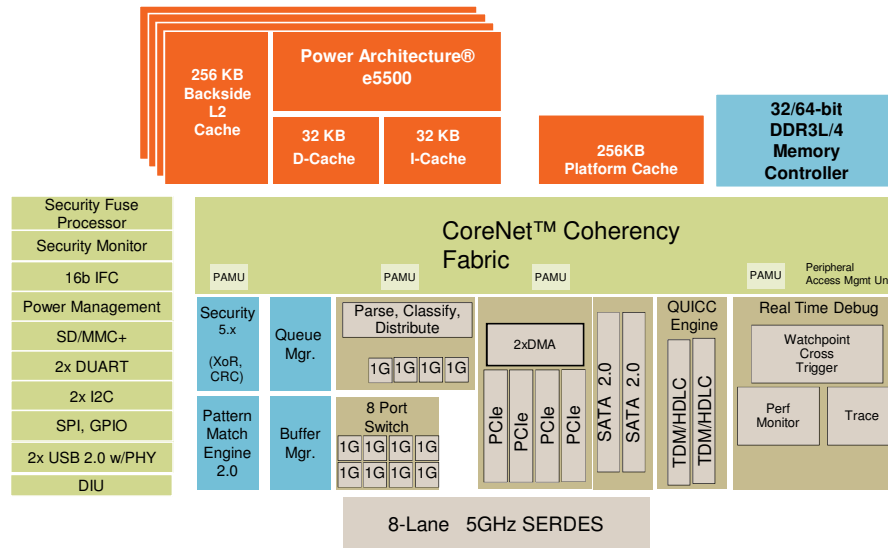 256 KB
Backside
L2
Cache
Power Architecture®
e5500
32 KB
D-Cache
32 KB
I-Cache
256KB
Platform Cache
32/64-bit
DDR3L/4
Memory
Controller
Security Fuse
Processor
Security Monitor
16b IFC
Power Management
SD/MMC+
2x DUART
2x I2C
SPI, GPIO
2x USB 2.0 w/PHY
DIU
CoreNet™ Coherency
Fabric
PAMU
PAMU
PAMU
PAMU
Peripheral
Access Mgmt Un
Security
5.x
(XoR,
CRC)
Queue
Mgr.
Parse, Classify,
Distribute
1G 1G 1G 1G
Pattern
Match
Engine
2.0
Buffer
Mgr.
8 Port
Switch
1G 1G 1G 1G
1G 1G 1G 1G
2xDMA
PCIe
PCIe
PCIe
PCIe
SATA 2.0
SATA 2.0
QUICC
Engine
TDM/HDLC
TDM/HDLC
Real Time Debug
Watchpoint
Cross
Trigger
Perf
Monitor
Trace
8-Lane 5GHz SERDES